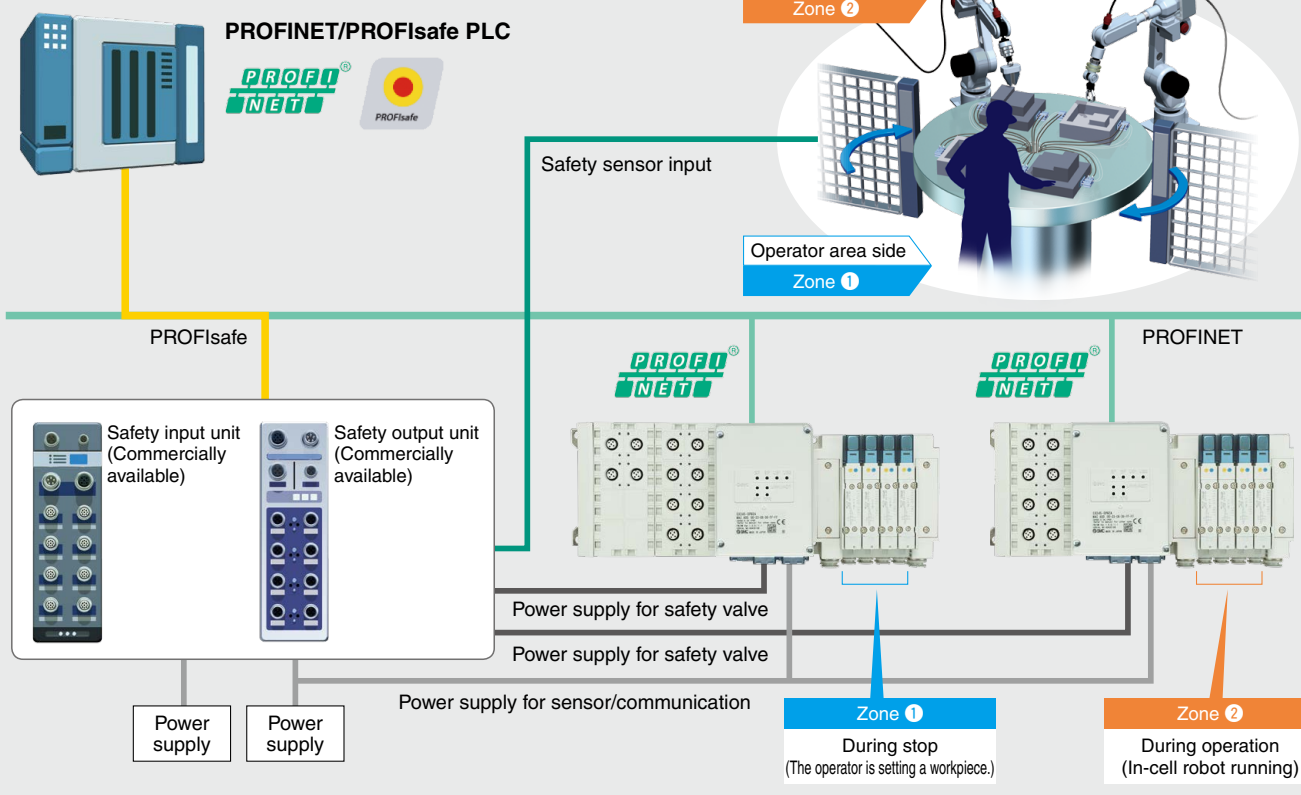 Zone 2
PROFINET/PROFIsafe PLC
PROFI®
NET
PROFIsafe
Safety sensor input
Operator area side
Zone 1
PROFIsafe
PROFINET
PROFI®
NET
PROFI®
NET
Safety input unit
(Commercially
available)
Safety output unit
(Commercially
available)
Power supply for safety valve
Power supply for safety valve
Power supply for sensor/communication
Power
supply
Power
supply
Zone 1
During stop
(The operator is setting a workpiece.)
Zone 2
During operation
(In-cell robot running)